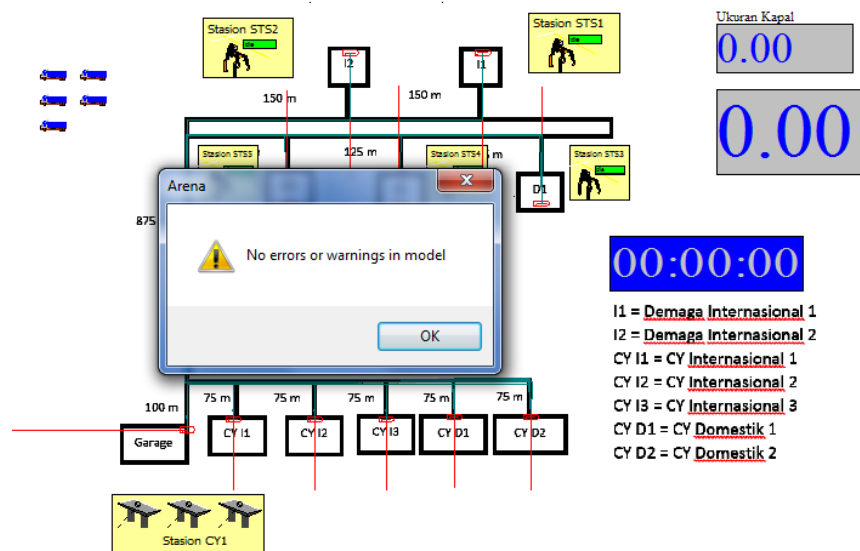 Stasion STS2
Idle
Stasion STS1
Idle
Ukuran Kapal
0.00
I2
I1
150 m
150 m
0.00
Stasion STS5
125 m
Stasion STS4
m
Stasion STS3
Arena
D1
875
No errors or warnings in model
OK
00:00:00
I1 = Demaga Internasional 1
I2 = Demaga Internasional 2
CY I1 = CY Internasional 1
CY I2 = CY Internasional 2
CY I3 = CY Internasional 3
CY D1 = CY Domestik 1
CY D2 = CY Domestik 2
100 m
75 m
75 m
75 m
75 m
75 m
Garage
CY I1
CY I2
CY I3
CY D1
CY D2
Stasion CY1